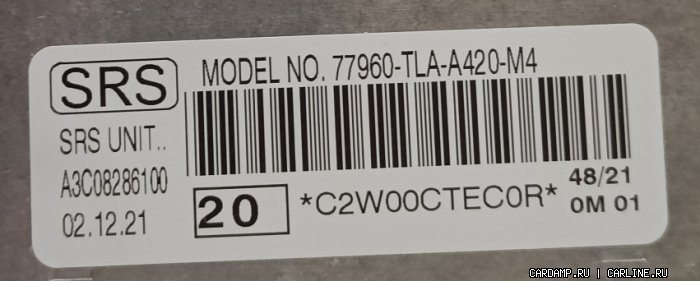 SRS
MODEL NO. 77960-TLA-A420-M4
SRS UNIT..
A3C08286100
02.12.21
20
*C2W00CTEC0R*
48/21
0M 01
CARDAMP.RU | CARLINE.RU